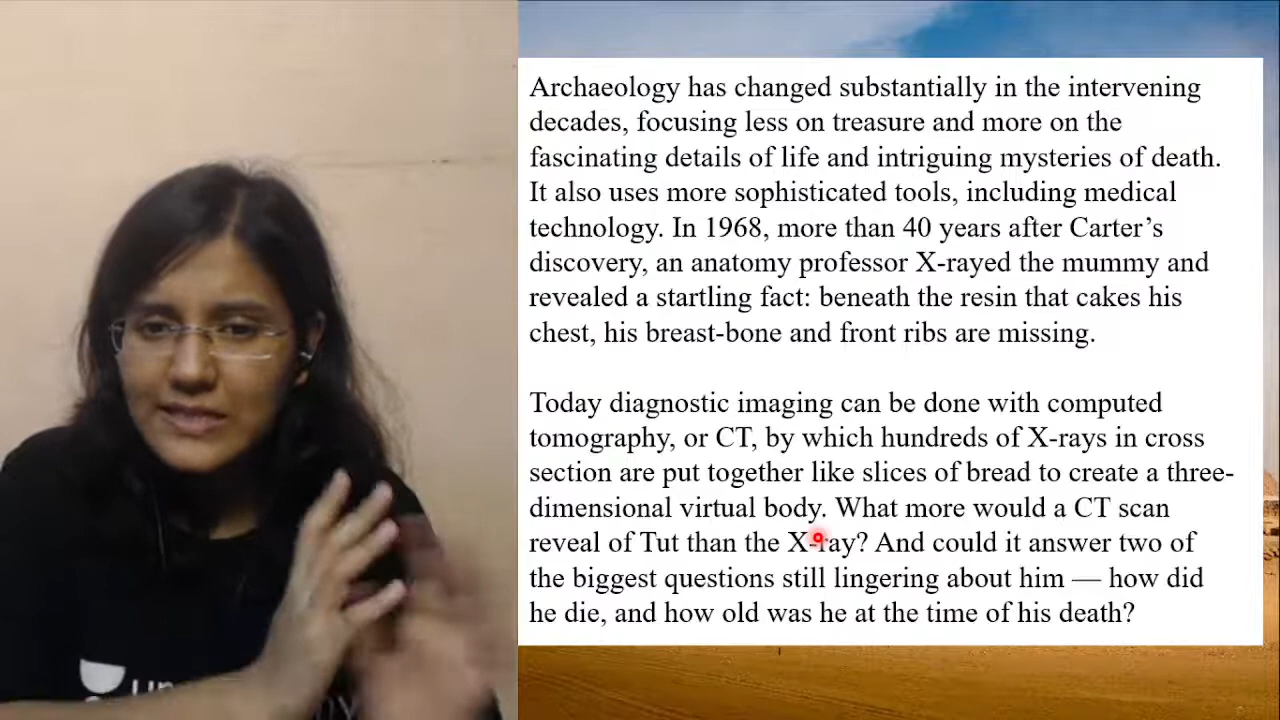 Archaeology has changed substantially in the intervening
decades, focusing less on treasure and more on the
fascinating details of life and intriguing mysteries of death.
It also uses more sophisticated tools, including medical
technology. In 1968, more than 40 years after Carter’s
discovery, an anatomy professor X-rayed the mummy and
revealed a startling fact: beneath the resin that cakes his
chest, his breast-bone and front ribs are missing.
Today diagnostic imaging can be done with computed
tomography, or CT, by which hundreds of X-rays in cross
section are put together like slices of bread to create a three-
dimensional virtual body. What more would a CT scan
reveal of Tut than the X-ray? And could it answer two of
the biggest questions still lingering about him — how did
he die, and how old was he at the time of his death?